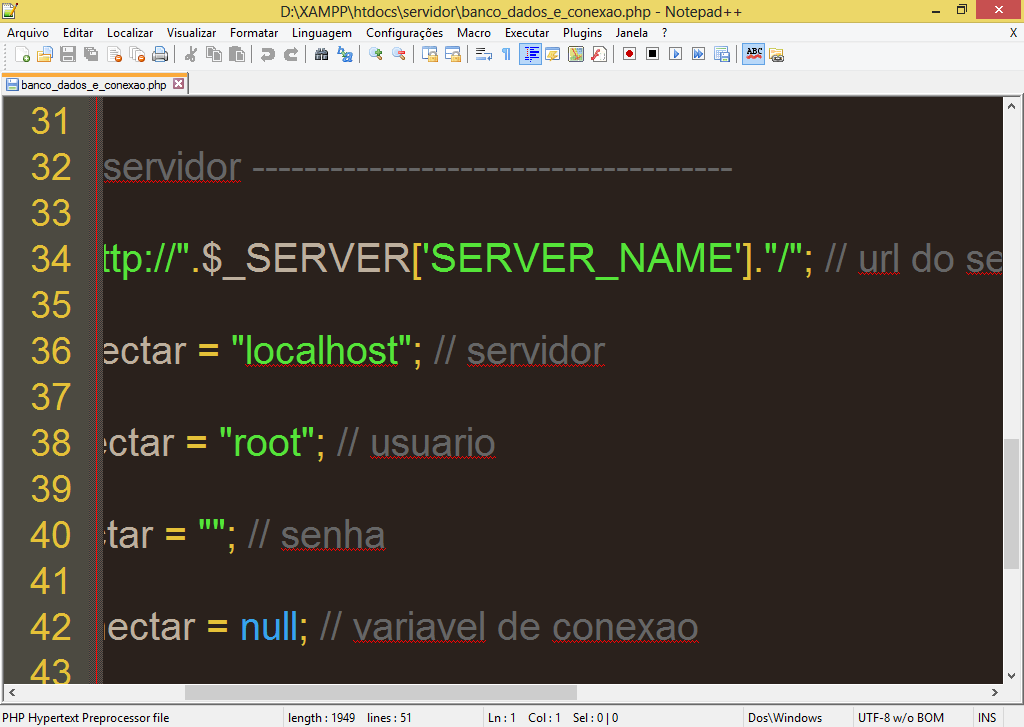 D:\XAMPP\htdocs\servidor\banco_dados_e_conexao.php - Notepad++
Arquivo Editar Localizar Visualizar Formatar Linguagem Configurações Macro Executar Plugins Janela ? X
ABC
banco_dados_e_conexao.php
31
32 servidor -------------------------------------
33
34 ttp://".$_SERVER['SERVER_NAME']."/"; // url do se
35
36 ectar = "localhost"; // servidor
37
38 ectar = "root"; // usuario
39
40 ctar = ""; // senha
41
42 nectar = null; // variavel de conexao
43
PHP Hypertext Preprocessor file length : 1949 lines : 51 Ln : 1 Col : 1 Sel : 0 | 0 Dos\Windows UTF-8 w/o BOM INS